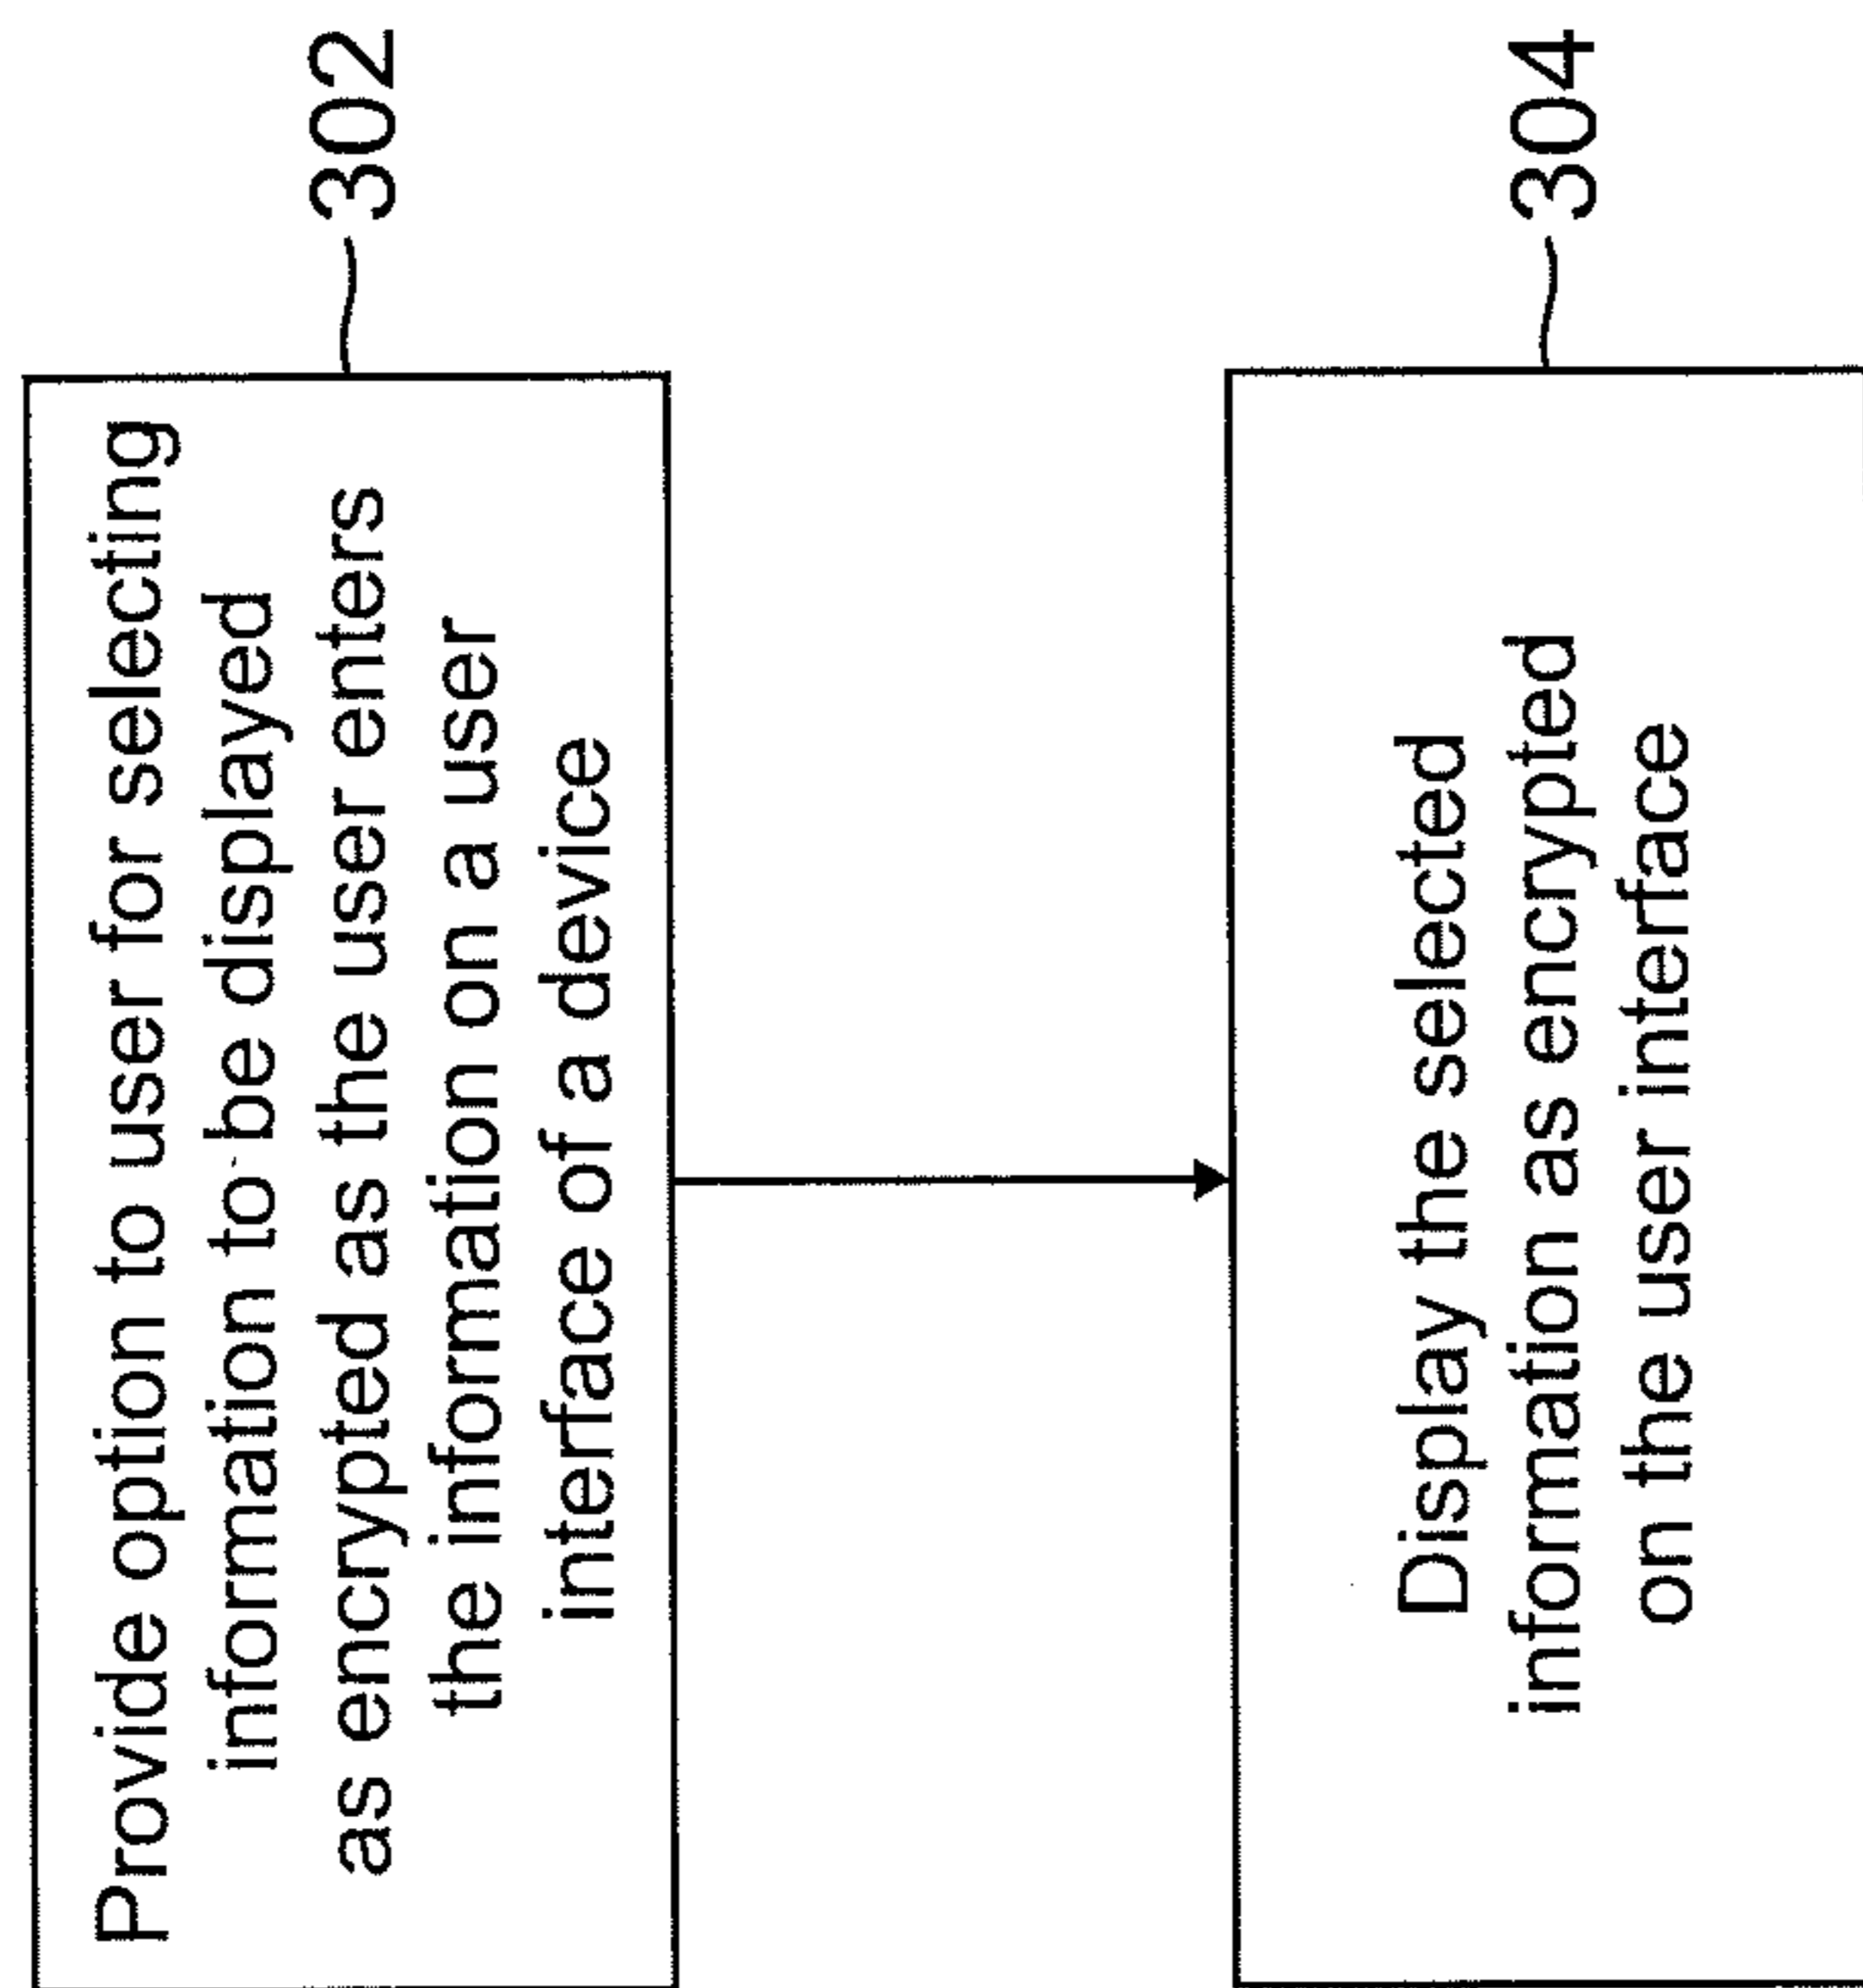 Provide option to user for selecting
information to be displayed
as encrypted as the user enters
the information on a user
interface of a device
302
Display the selected
information as encrypted
on the user interface
304